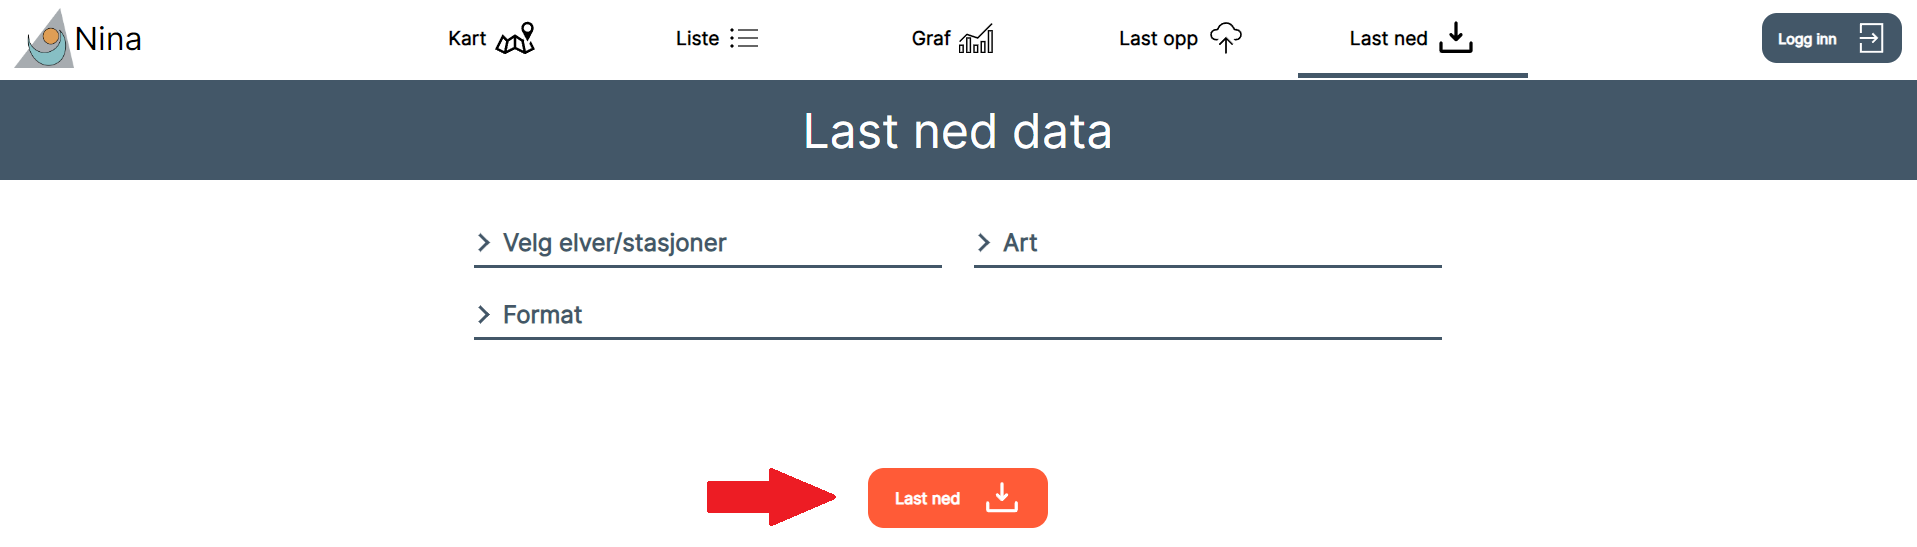 Nina
Kart
Liste
Graf
Last opp
Last ned
Logg inn
Last ned data
Velg elver/stasjoner
Art
Format
Last ned